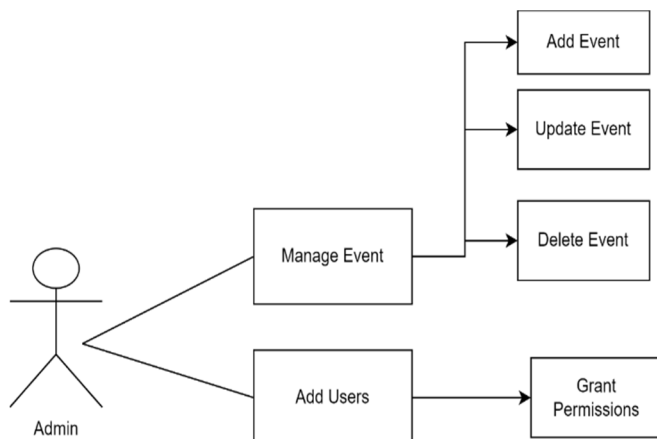 Add Event
Update Event
Delete Event
Manage Event
Add Users
Grant
Permissions
Admin